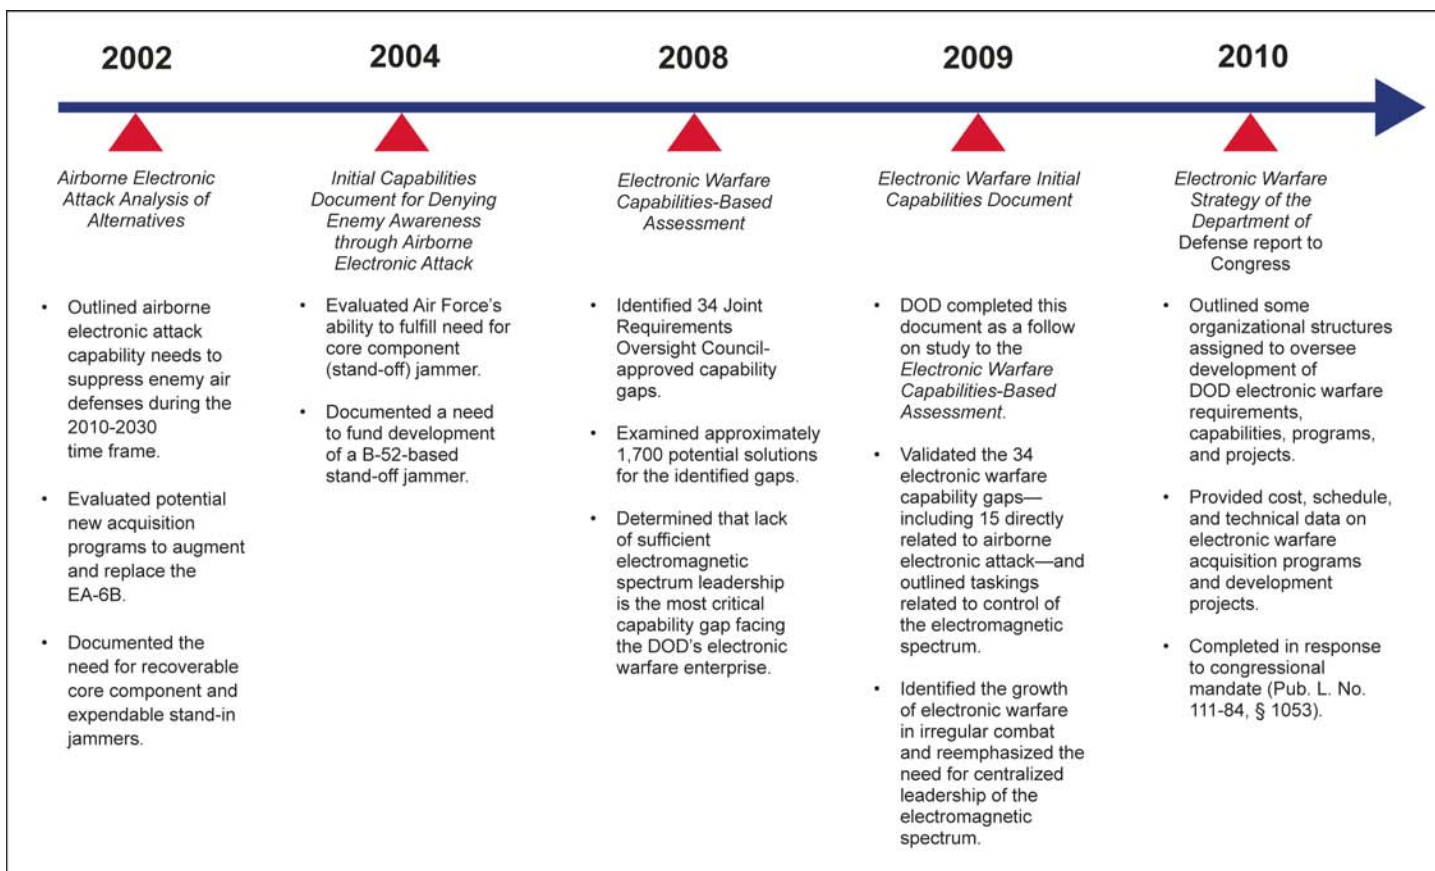 2002
2004
2008
2009
2010
Airborne Electronic
Attack Analysis of
Alternatives
• Outlined airborne
electronic attack
capability needs to
suppress enemy air
defenses during the
2010-2030
time frame.
• Evaluated potential
new acquisition
programs to augment
and replace the
EA-6B.
• Documented the
need for recoverable
core component and
expendable stand-in
jammers.
Initial Capabilities
Document for Denying
Enemy Awareness
through Airborne
Electronic Attack
• Evaluated Air Force’s
ability to fulfill need for
core component
(stand-off) jammer.
• Documented a need
to fund development
of a B-52-based
stand-off jammer.
Electronic Warfare
Capabilities-Based
Assessment
• Identified 34 Joint
Requirements
Oversight Council-
approved capability
gaps.
• Examined approximately
1,700 potential solutions
for the identified gaps.
• Determined that lack
of sufficient
electromagnetic
spectrum leadership
is the most critical
capability gap facing
the DOD’s electronic
warfare enterprise.
Electronic Warfare Initial
Capabilities Document
• DOD completed this
document as a follow
on study to the
Electronic Warfare
Capabilities-Based
Assessment.
• Validated the 34
electronic warfare
capability gaps—
including 15 directly
related to airborne
electronic attack—and
outlined taskings
related to control of
the electromagnetic
spectrum.
• Identified the growth
of electronic warfare
in irregular combat
and reemphasized the
need for centralized
leadership of the
electromagnetic
spectrum.
Electronic Warfare
Strategy of the
Department of
Defense report to
Congress
• Outlined some
organizational structures
assigned to oversee
development of
DOD electronic warfare
requirements,
capabilities, programs,
and projects.
• Provided cost, schedule,
and technical data on
electronic warfare
acquisition programs
and development
projects.
• Completed in response
to congressional
mandate (Pub. L. No.
111-84, § 1053).